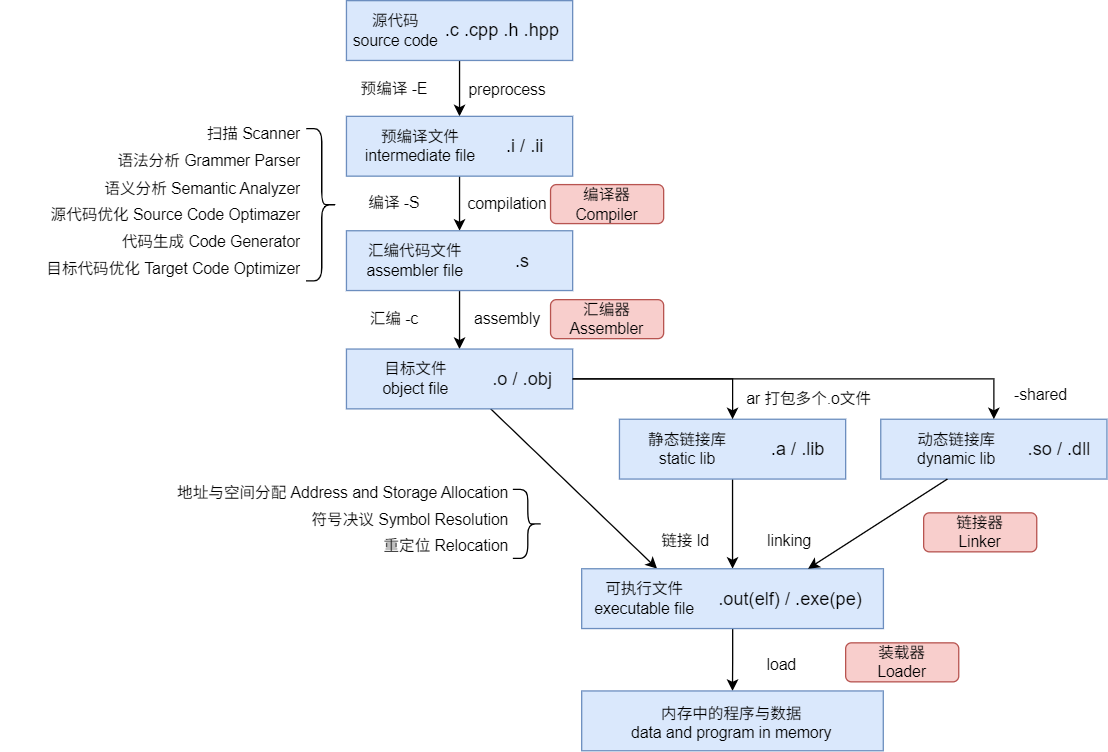 源代码
source code
.c .cpp .h .hpp
预编译 -E
preprocess
扫描 Scanner
语法分析 Grammer Parser
语义分析 Semantic Analyzer
源代码优化 Source Code Optimazer
代码生成 Code Generator
目标代码优化 Target Code Optimizer
预编译文件
intermediate file
.i / .ii
编译 -S
compilation
编译器
Compiler
汇编代码文件
assembler file
.s
汇编 -c
assembly
汇编器
Assembler
目标文件
object file
.o / .obj
ar 打包多个.o文件
-shared
静态链接库
static lib
.a / .lib
动态链接库
dynamic lib
.so / .dll
地址与空间分配 Address and Storage Allocation
符号决议 Symbol Resolution
重定位 Relocation
链接 ld
linking
链接器
Linker
可执行文件
executable file
.out(elf) / .exe(pe)
load
装载器
Loader
内存中的程序与数据
data and program in memory